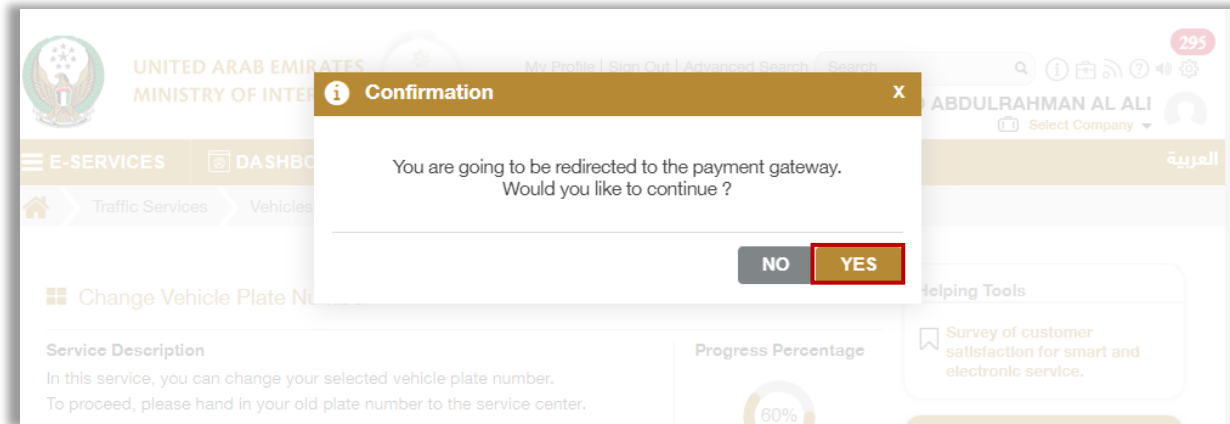 295
UNITED ARAB EMIRATES
MINISTRY OF INTER
My Profile | Sign Out | Advanced Search
Search
ABDULRAHMAN AL ALI
Select Company
Confirmation
X
You are going to be redirected to the payment gateway.
Would you like to continue ?
NO
YES
E-SERVICES
DASHBO
العربية
Traffic Services
Vehicles
Change Vehicle Plate Nu
Service Description
In this service, you can change your selected vehicle plate number.
To proceed, please hand in your old plate number to the service center.
Progress Percentage
60%
Helping Tools
Survey of customer
satisfaction for smart and
electronic service.